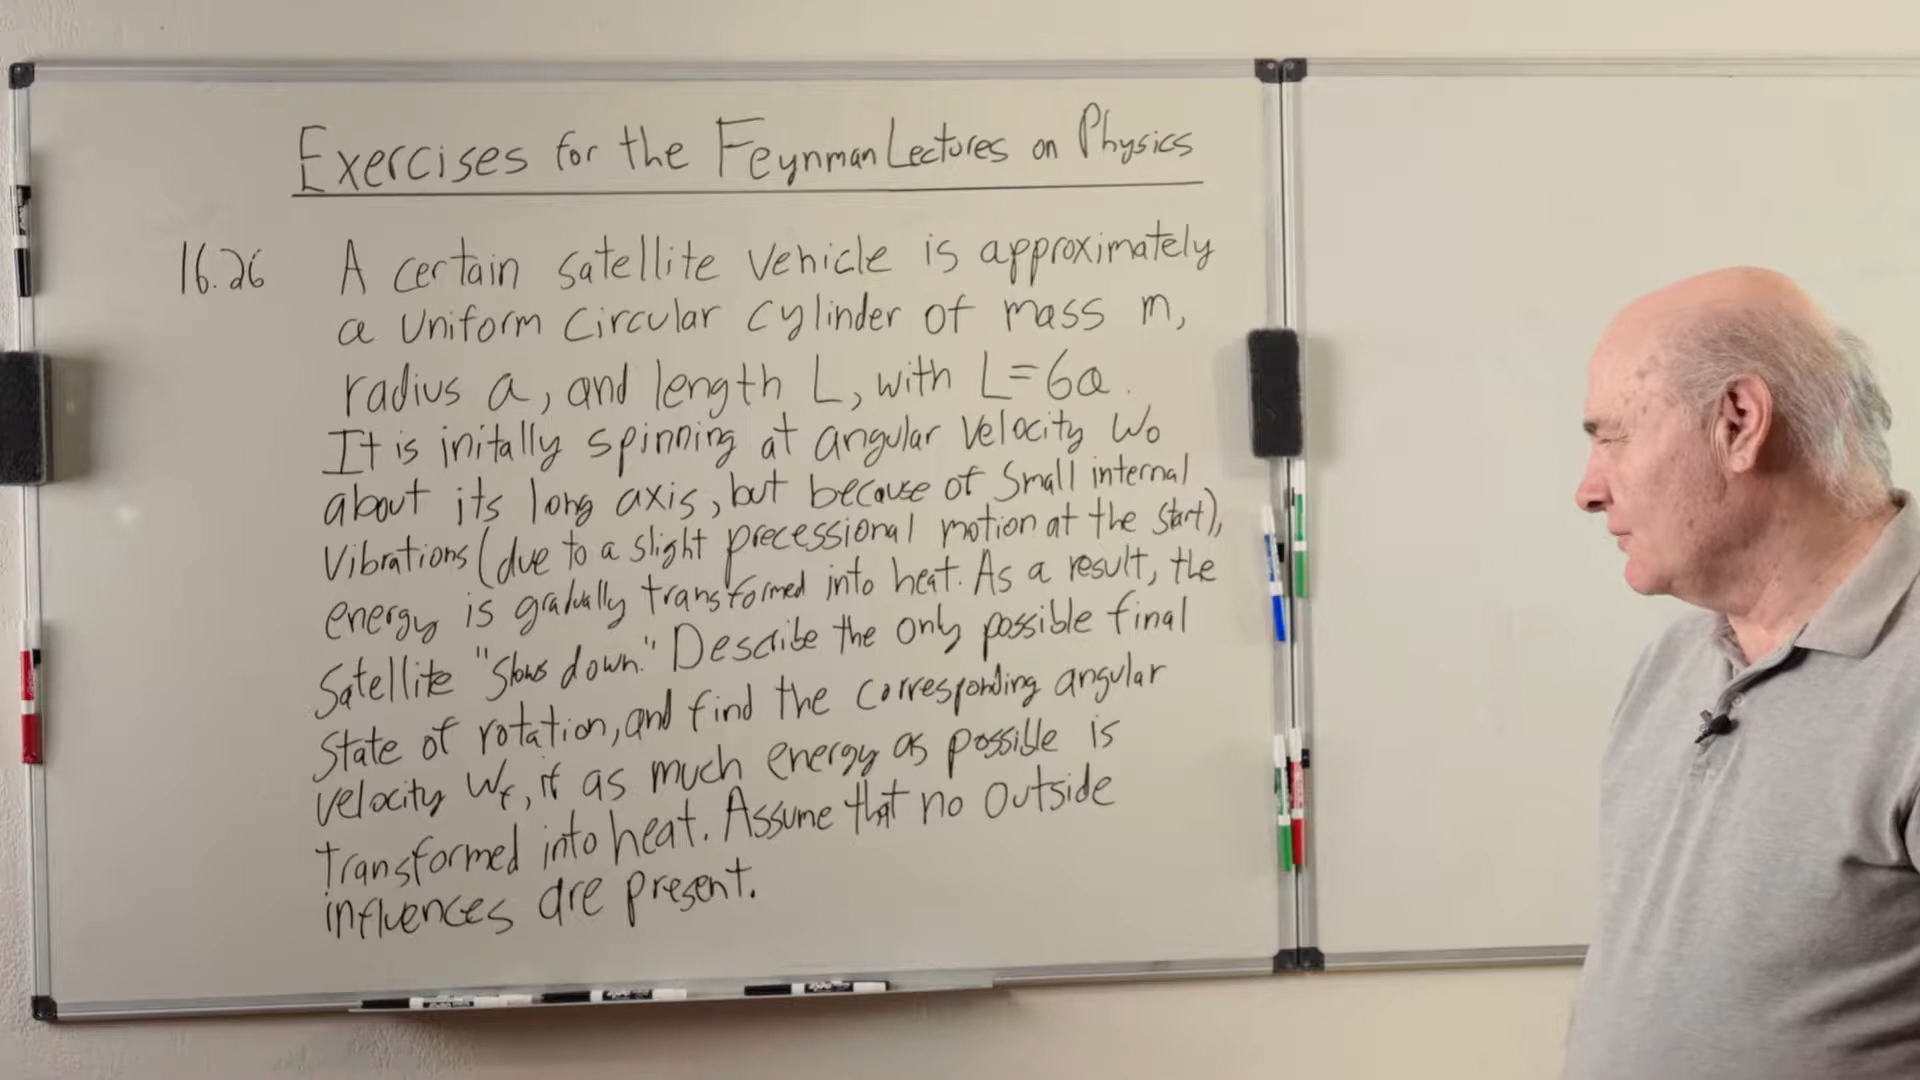 Exercises for the Feynman Lectures on Physics
16.26 A certain satellite vehicle is approximately
a uniform circular cylinder of mass m,
radius a, and length L, with L=6a.
It is initally spinning at angular velocity ω₀
about its long axis, but because of small internal
vibrations (due to a slight precessional motion at the start),
energy is gradually transformed into heat. As a result, the
Satellite "slows down." Describe the only possible final
State of rotation, and find the corresponding angular
velocity ωf, if as much energy as possible is
transformed into heat. Assume that no outside
influences are present.